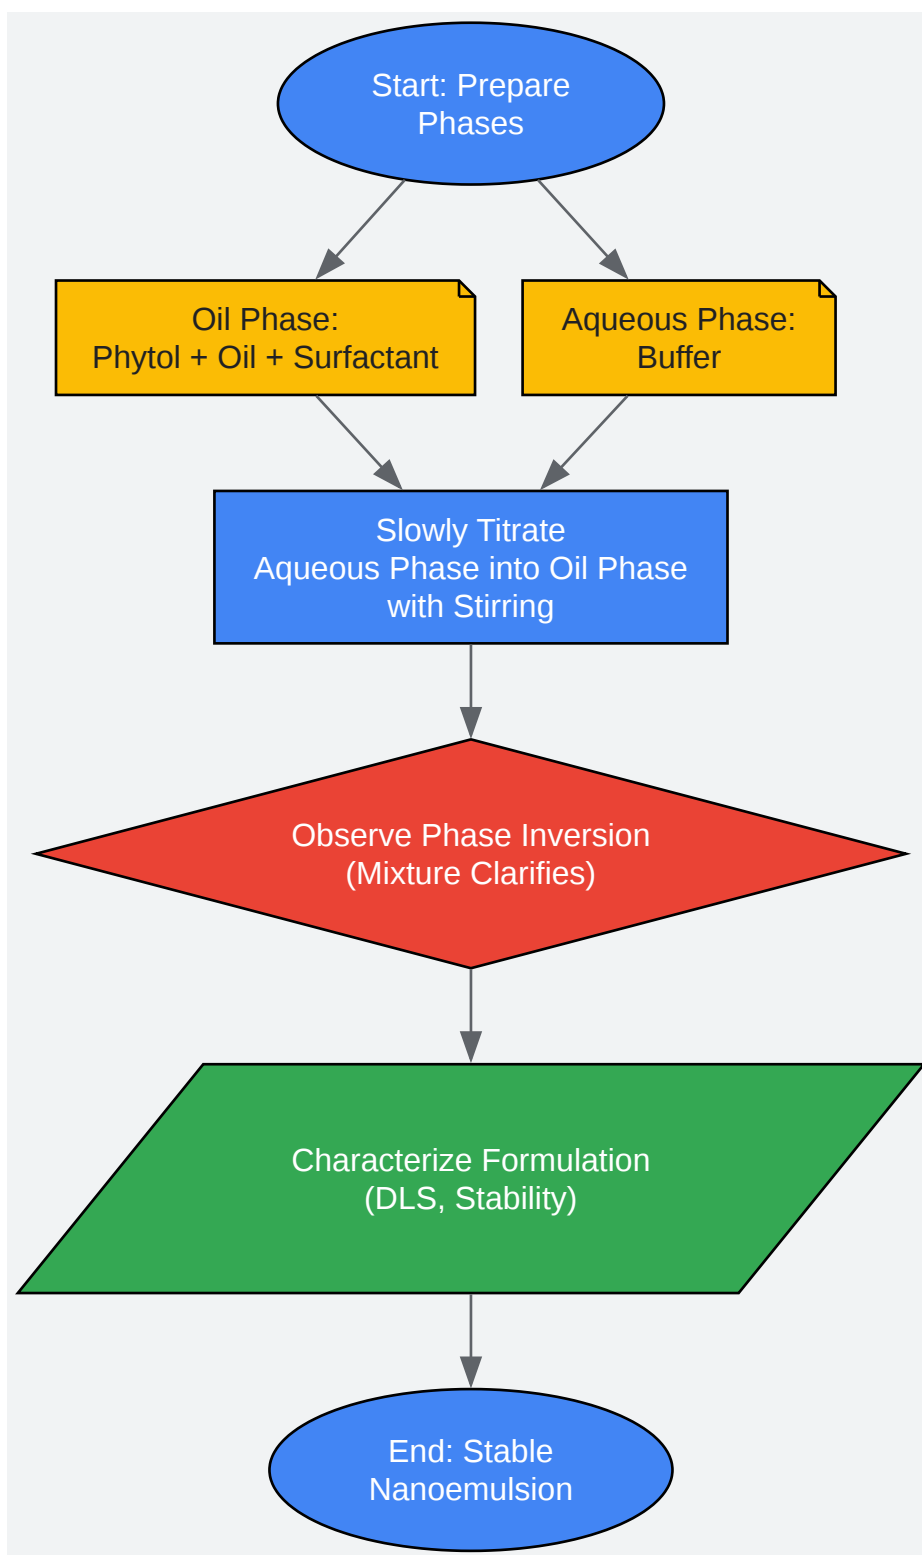 Start: Prepare
Phases
Oil Phase:
Phytol + Oil + Surfactant
Aqueous Phase:
Buffer
Slowly Titrate
Aqueous Phase into Oil Phase
with Stirring
Observe Phase Inversion
(Mixture Clarifies)
Characterize Formulation
(DLS, Stability)
End: Stable
Nanoemulsion